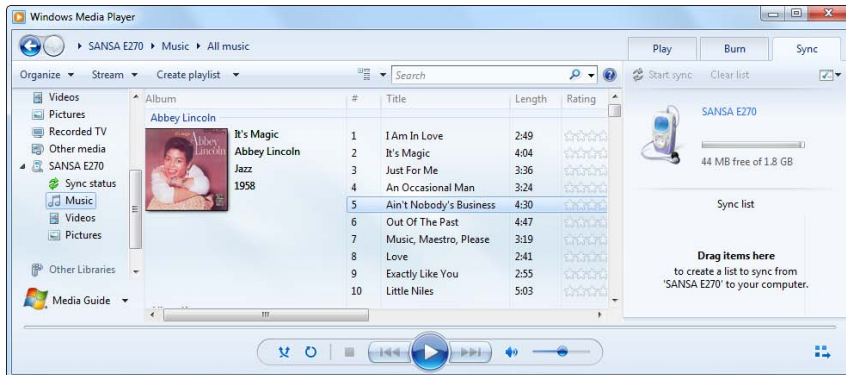 Windows Media Player
SANSA E270 ▸ Music ▸ All music
Play Burn Sync
Organize Stream Create playlist Search Start sync Clear list
Videos
Pictures
Recorded TV
Other media
SANSA E270
Sync status
Music
Videos
Pictures
Other Libraries
Media Guide
Album # Title Length Rating
Abbey Lincoln
Abbey
Lincoln
It's Magic
Abbey Lincoln
Jazz
1958
1 I Am In Love 2:49
2 It's Magic 4:04
3 Just For Me 3:36
4 An Occasional Man 3:24
5 Ain't Nobody's Business 4:30
6 Out Of The Past 4:47
7 Music, Maestro, Please 3:19
8 Love 2:41
9 Exactly Like You 2:55
10 Little Niles 5:03
SANSA E270
44 MB free of 1.8 GB
Sync list
Drag items here
to create a list to sync from
'SANSA E270' to your computer.